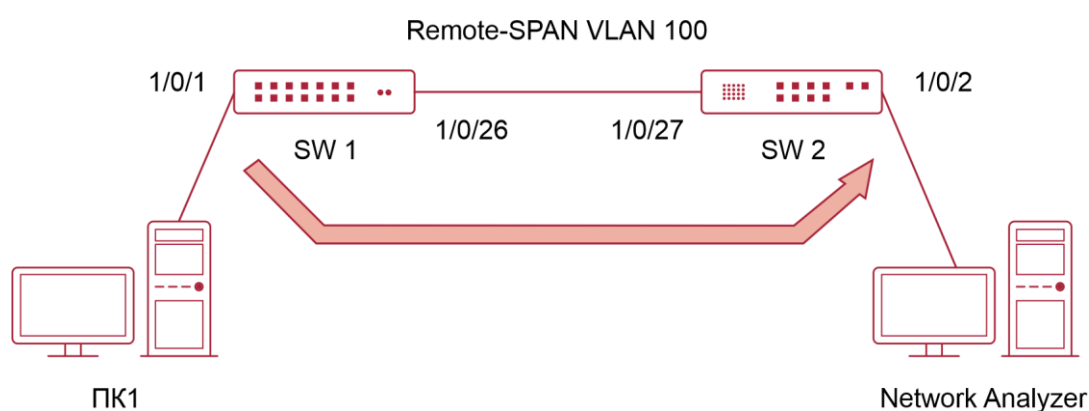 Remote-SPAN VLAN 100
1/0/1
1/0/2
1/0/26
1/0/27
SW 1
SW 2
ПК1
Network Analyzer